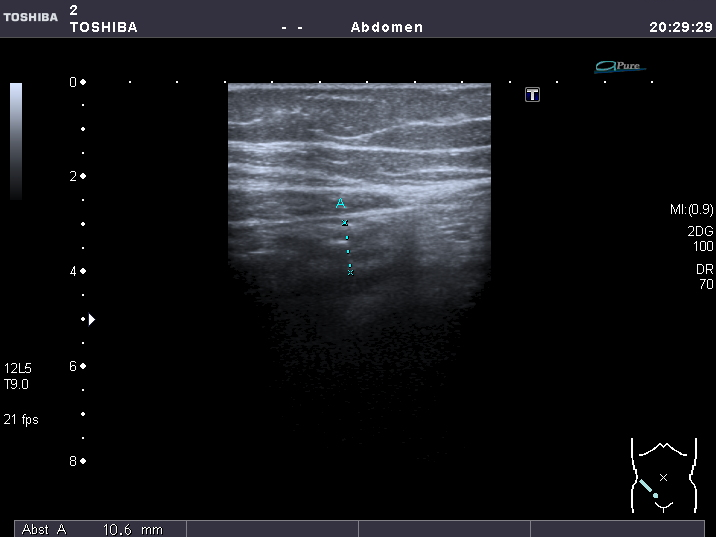 TOSHIBA
2
TOSHIBA - - Abdomen 20:29:29
aPure
T
0
2
A
4
6
8
MI:(0.9)
2DG
100
DR
70
12L5
T9.0
21 fps
Abst A 10.6 mm